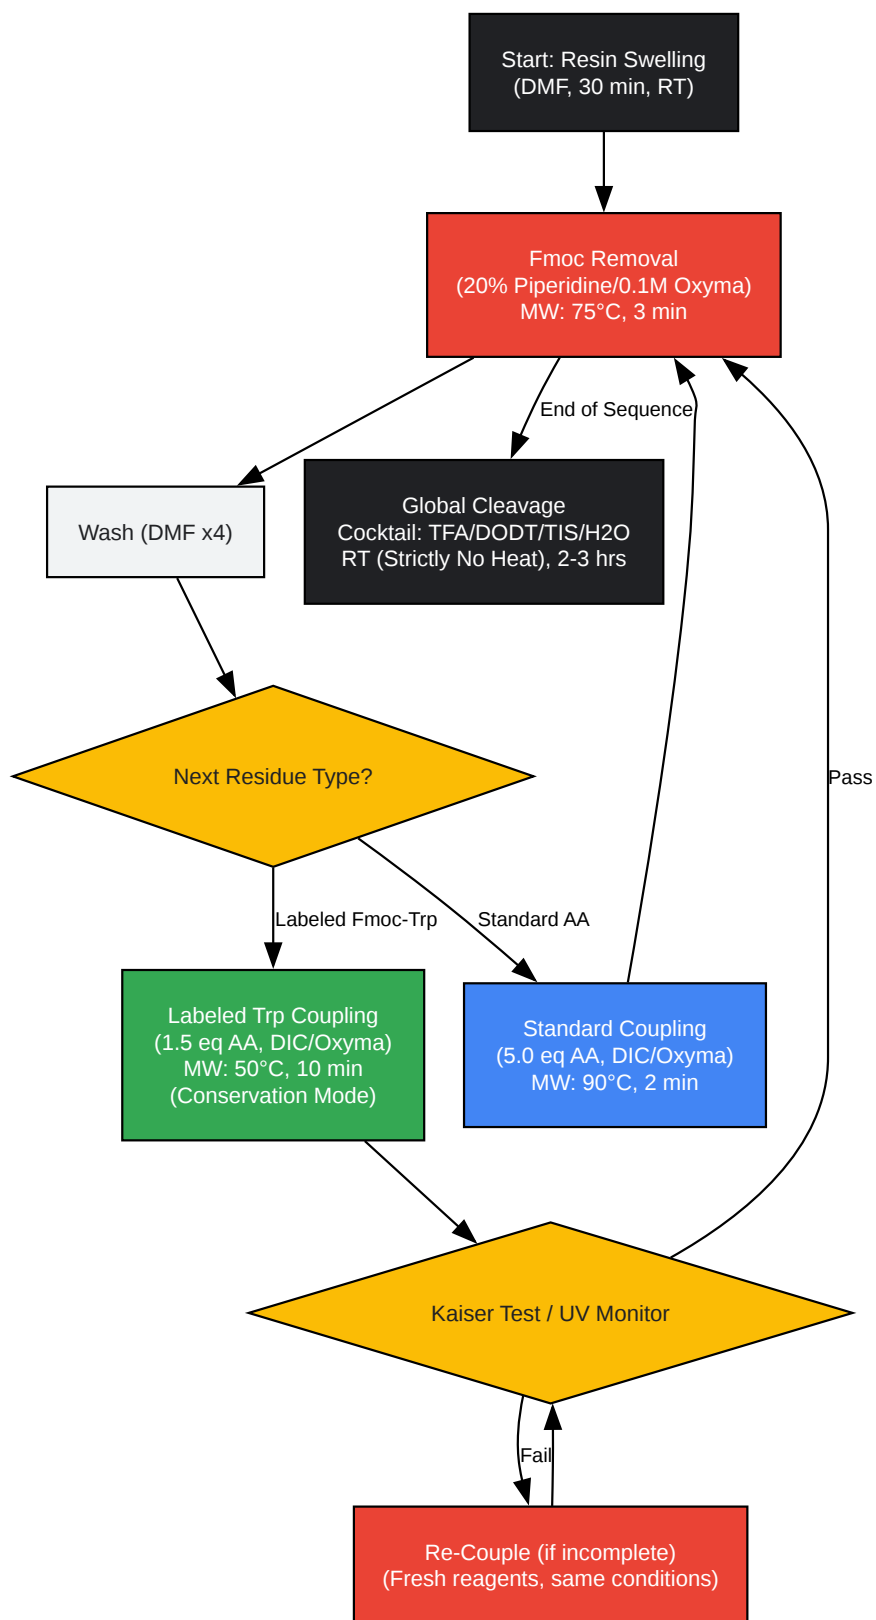 Start: Resin Swelling
(DMF, 30 min, RT)
Fmoc Removal
(20% Piperidine/0.1M Oxyma)
MW: 75°C, 3 min
End of Sequence
Wash (DMF x4)
Global Cleavage
Cocktail: TFA/DODT/TIS/H2O
RT (Strictly No Heat), 2-3 hrs
Next Residue Type?
Pass
Labeled Fmoc-Trp
Standard AA
Labeled Trp Coupling
(1.5 eq AA, DIC/Oxyma)
MW: 50°C, 10 min
(Conservation Mode)
Standard Coupling
(5.0 eq AA, DIC/Oxyma)
MW: 90°C, 2 min
Kaiser Test / UV Monitor
Fail
Re-Couple (if incomplete)
(Fresh reagents, same conditions)